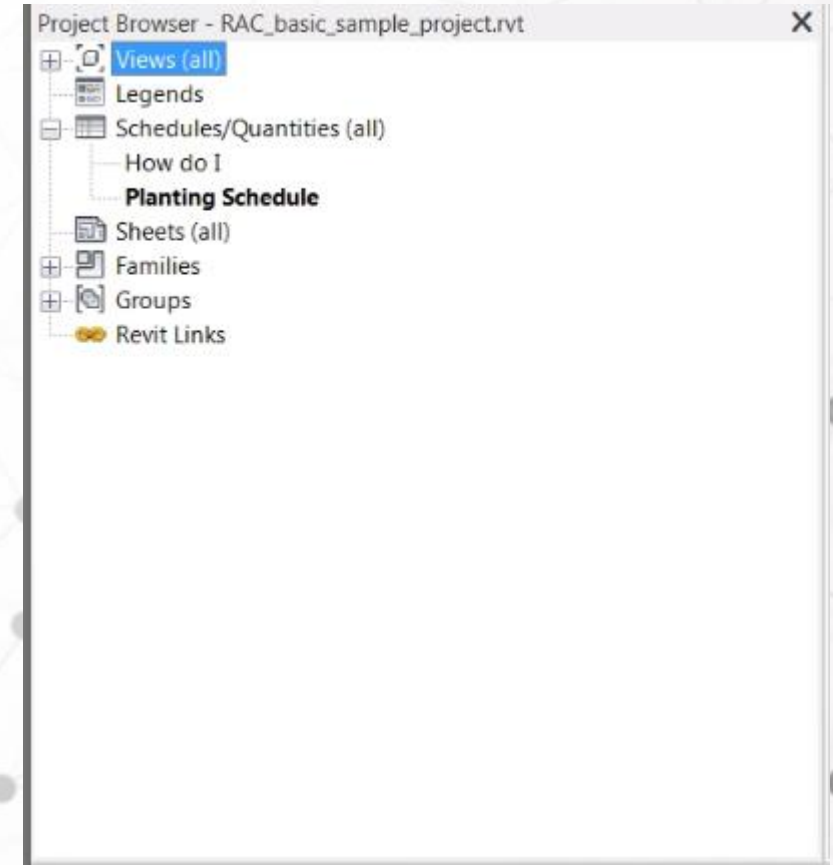 Project Browser - RAC_basic_sample_project.rvt
Views (all)
Legends
Schedules/Quantities (all)
How do I
Planting Schedule
Sheets (all)
Families
Groups
Revit Links